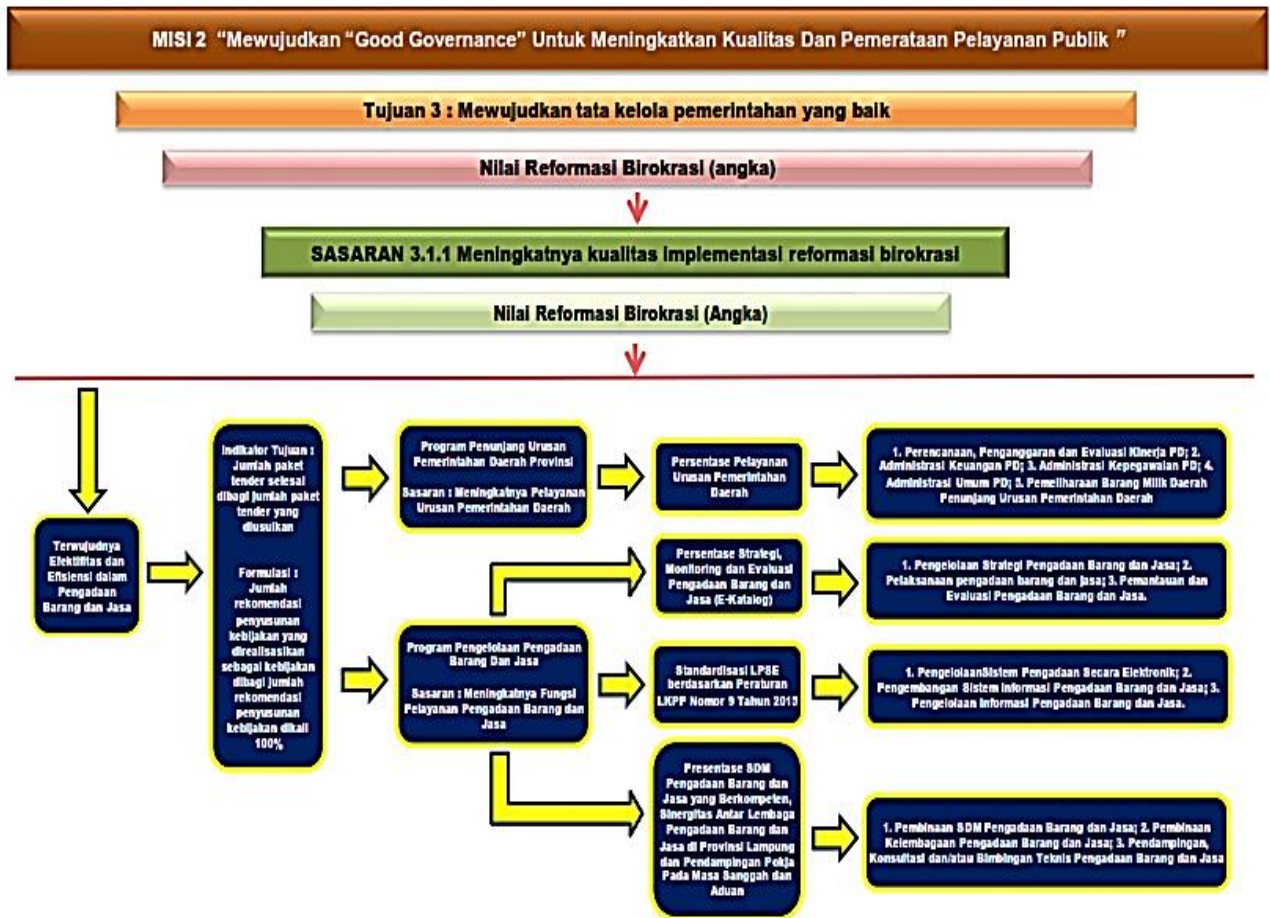 MISI 2 “Mewujudkan “Good Governance” Untuk Meningkatkan Kualitas Dan Pemerataan Pelayanan Publik ”
Tujuan 3 : Mewujudkan tata kelola pemerintahan yang baik
Nilai Reformasi Birokrasi (angka)
SASARAN 3.1.1 Meningkatnya kualitas implementasi reformasi birokrasi
Nilai Reformasi Birokrasi (Angka)
Terwujudnya
Efektifitas dan
Efisiensi dalam
Pengadaan
Barang dan Jasa
Indikator Tujuan :
Jumlah paket
tender selesai
dibagi jumlah paket
tender yang
diusulkan
Formulasi :
Jumlah
rekomendasi
penyusunan
kebijakan yang
direalisasikan
sebagai kebijakan
dibagi jumlah
rekomendasi
penyusunan
kebijakan dikali
100%
Program Penunjang Urusan
Pemerintahan Daerah Provinsi
Sasaran : Meningkatnya Pelayanan
Urusan Pemerintahan Daerah
Persentase Pelayanan
Urusan Pemerintahan
Daerah
1. Perencanaan, Penganggaran dan Evaluasi Kinerja PD; 2.
Administrasi Keuangan PD; 3. Administrasi Kepegawaian PD; 4.
Administrasi Umum PD; 3. Pemeliharaan Barang Milik Daerah
Penunjang Urusan Pemerintahan Daerah
Persentase Strategi,
Monitoring dan Evaluasi
Pengadaan Barang dan
Jasa (E-Katalog)
1. Pengelolaan Strategi Pengadaan Barang dan Jasa; 2.
Pelaksanaan pengadaan barang dan jasa; 3. Pemantauan dan
Evaluasi Pengadaan Barang dan Jasa.
Program Pengelolaan Pengadaan
Barang Dan Jasa
Sasaran : Meningkatnya Fungsi
Pelayanan Pengadaan Barang dan
Jasa
Standardisasi LPSE
berdasarkan Peraturan
LKPP Nomor 9 Tahun 2015
1. PengelolaanSistem Pengadaan Secara Elektronik; 2.
Pengembangan Sistem Informasi Pengadaan Barang dan Jasa; 3.
Pengelolaan Informasi Pengadaan Barang dan Jasa.
Presentase SDM
Pengadaan Barang dan
Jasa yang Berkompeten,
Sinergitas Antar Lembaga
Pengadaan Barang dan
Jasa di Provinsi Lampung
dan Pendampingan Pokja
Pada Masa Sanggah dan
Aduan
1. Pembinaan SDM Pengadaan Barang dan Jasa; 2. Pembinaan
Kelembagaan Pengadaan Barang dan Jasa; 3. Pendampingan,
Konsultasi dan/atau Bimbingan Teknis Pengadaan Barang dan Jasa